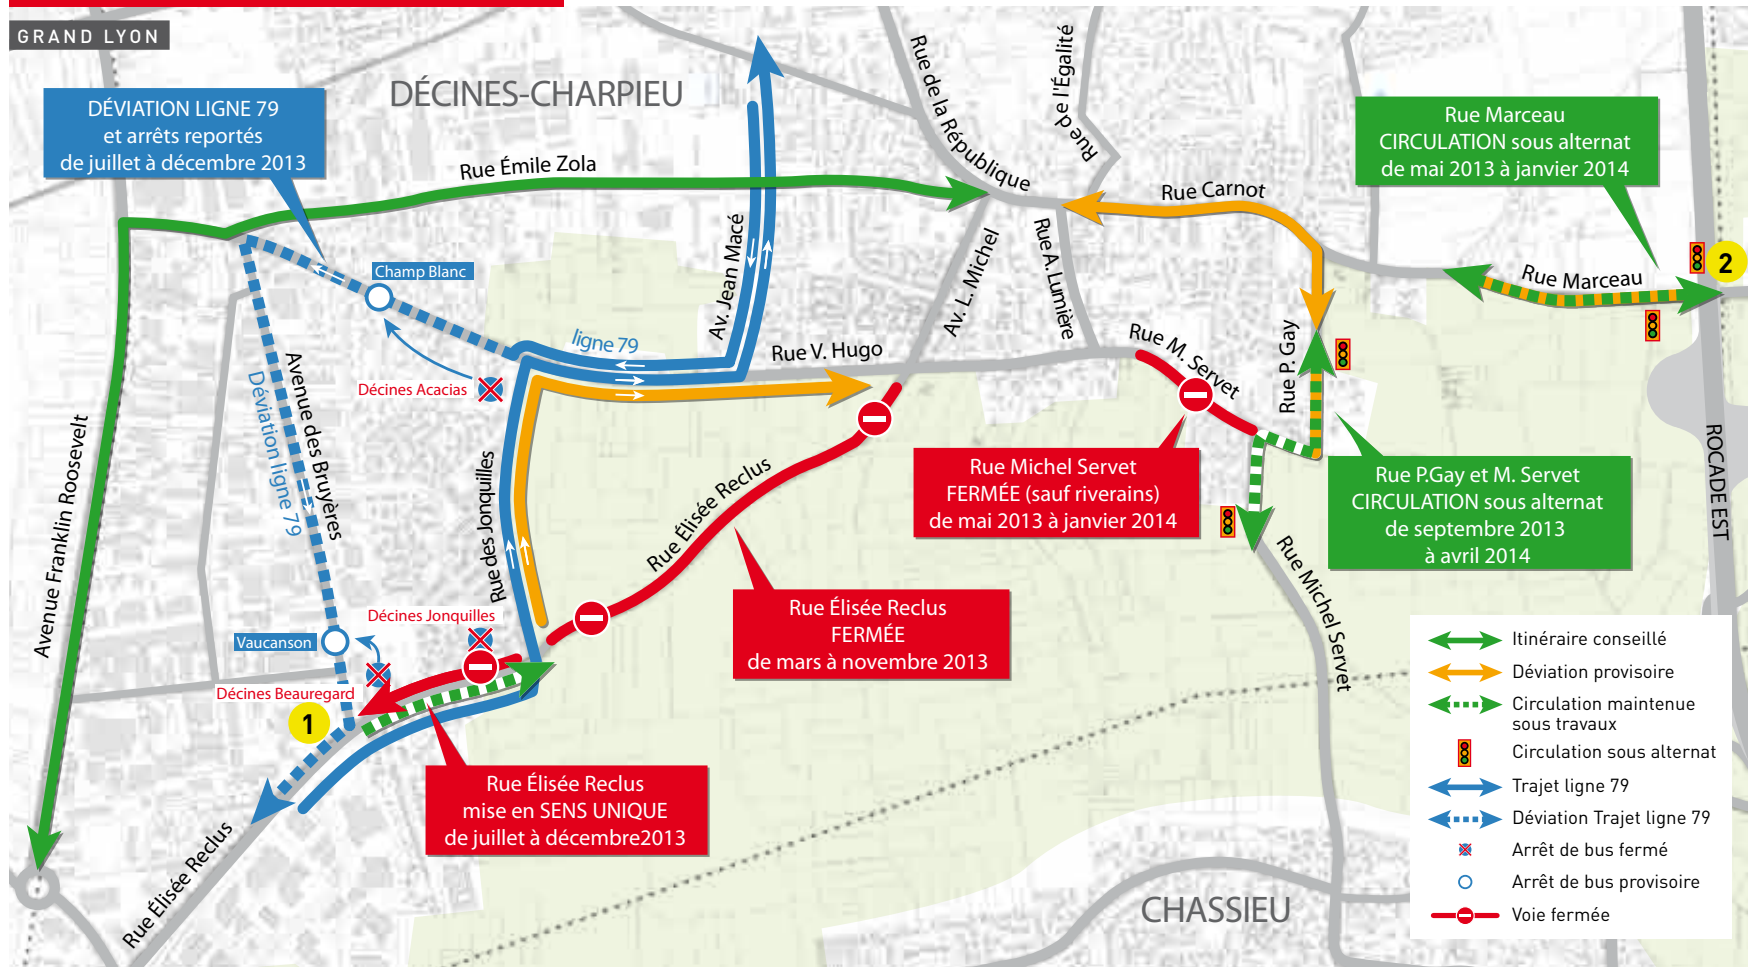 GRAND LYON
DÉCINES-CHARPIEU
DÉVIATION LIGNE 79
et arrêts reportés
de juillet à décembre 2013
Rue Émile Zola
Rue de la République
Rue de l'Égalité
Rue Carnot
Rue Marceau
CIRCULATION sous alternat
de mai 2013 à janvier 2014
Rue Marceau
2
Champ Blanc
Av. Jean Macé
Av. L. Michel
Rue A. Lumière
ligne 79
Rue V. Hugo
Rue M. Servet
Rue P. Gay
Décines Acacias
Avenue des Bruyères
Déviation ligne 79
Avenue Franklin Roosevelt
Rue des Jonquilles
Rue Élisée Reclus
ROCADE EST
Rue Michel Servet
FERMÉE (sauf riverains)
de mai 2013 à janvier 2014
Rue P.Gay et M. Servet
CIRCULATION sous alternat
de septembre 2013
à avril 2014
Rue Michel Servet
Décines Jonquilles
Vaucanson
Décines Beauregard
1
Rue Élisée Reclus
FERMÉE
de mars à novembre 2013
Rue Élisée Reclus
mise en SENS UNIQUE
de juillet à décembre2013
Rue Élisée Reclus
CHASSIEU
Itinéraire conseillé
Déviation provisoire
Circulation maintenue
sous travaux
Circulation sous alternat
Trajet ligne 79
Déviation Trajet ligne 79
Arrêt de bus fermé
Arrêt de bus provisoire
Voie fermée